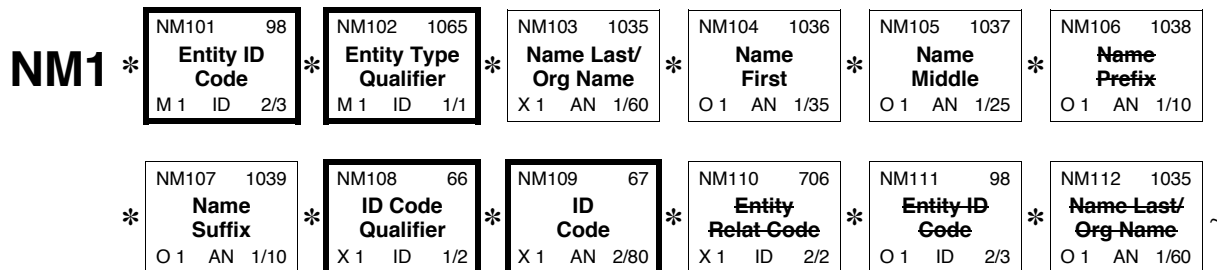 NM101 98 NM102 1065 NM103 1035 NM104 1036 NM105 1037 NM106 1038
NM1 * Entity ID * Entity Type * Name Last/ * Name * Name * Name
Code Qualifier Org Name First Middle Prefix
M 1 ID 2/3 M 1 ID 1/1 X 1 AN 1/60 O 1 AN 1/35 O 1 AN 1/25 O 1 AN 1/10
NM107 1039 NM108 66 NM109 67 NM110 706 NM111 98 NM112 1035
* Name * ID Code * ID * Entity * Entity ID * Name Last/ ~
Suffix Qualifier Code Relat Code Code Org Name
O 1 AN 1/10 X 1 ID 1/2 X 1 AN 2/80 X 1 ID 2/2 O 1 ID 2/3 O 1 AN 1/60